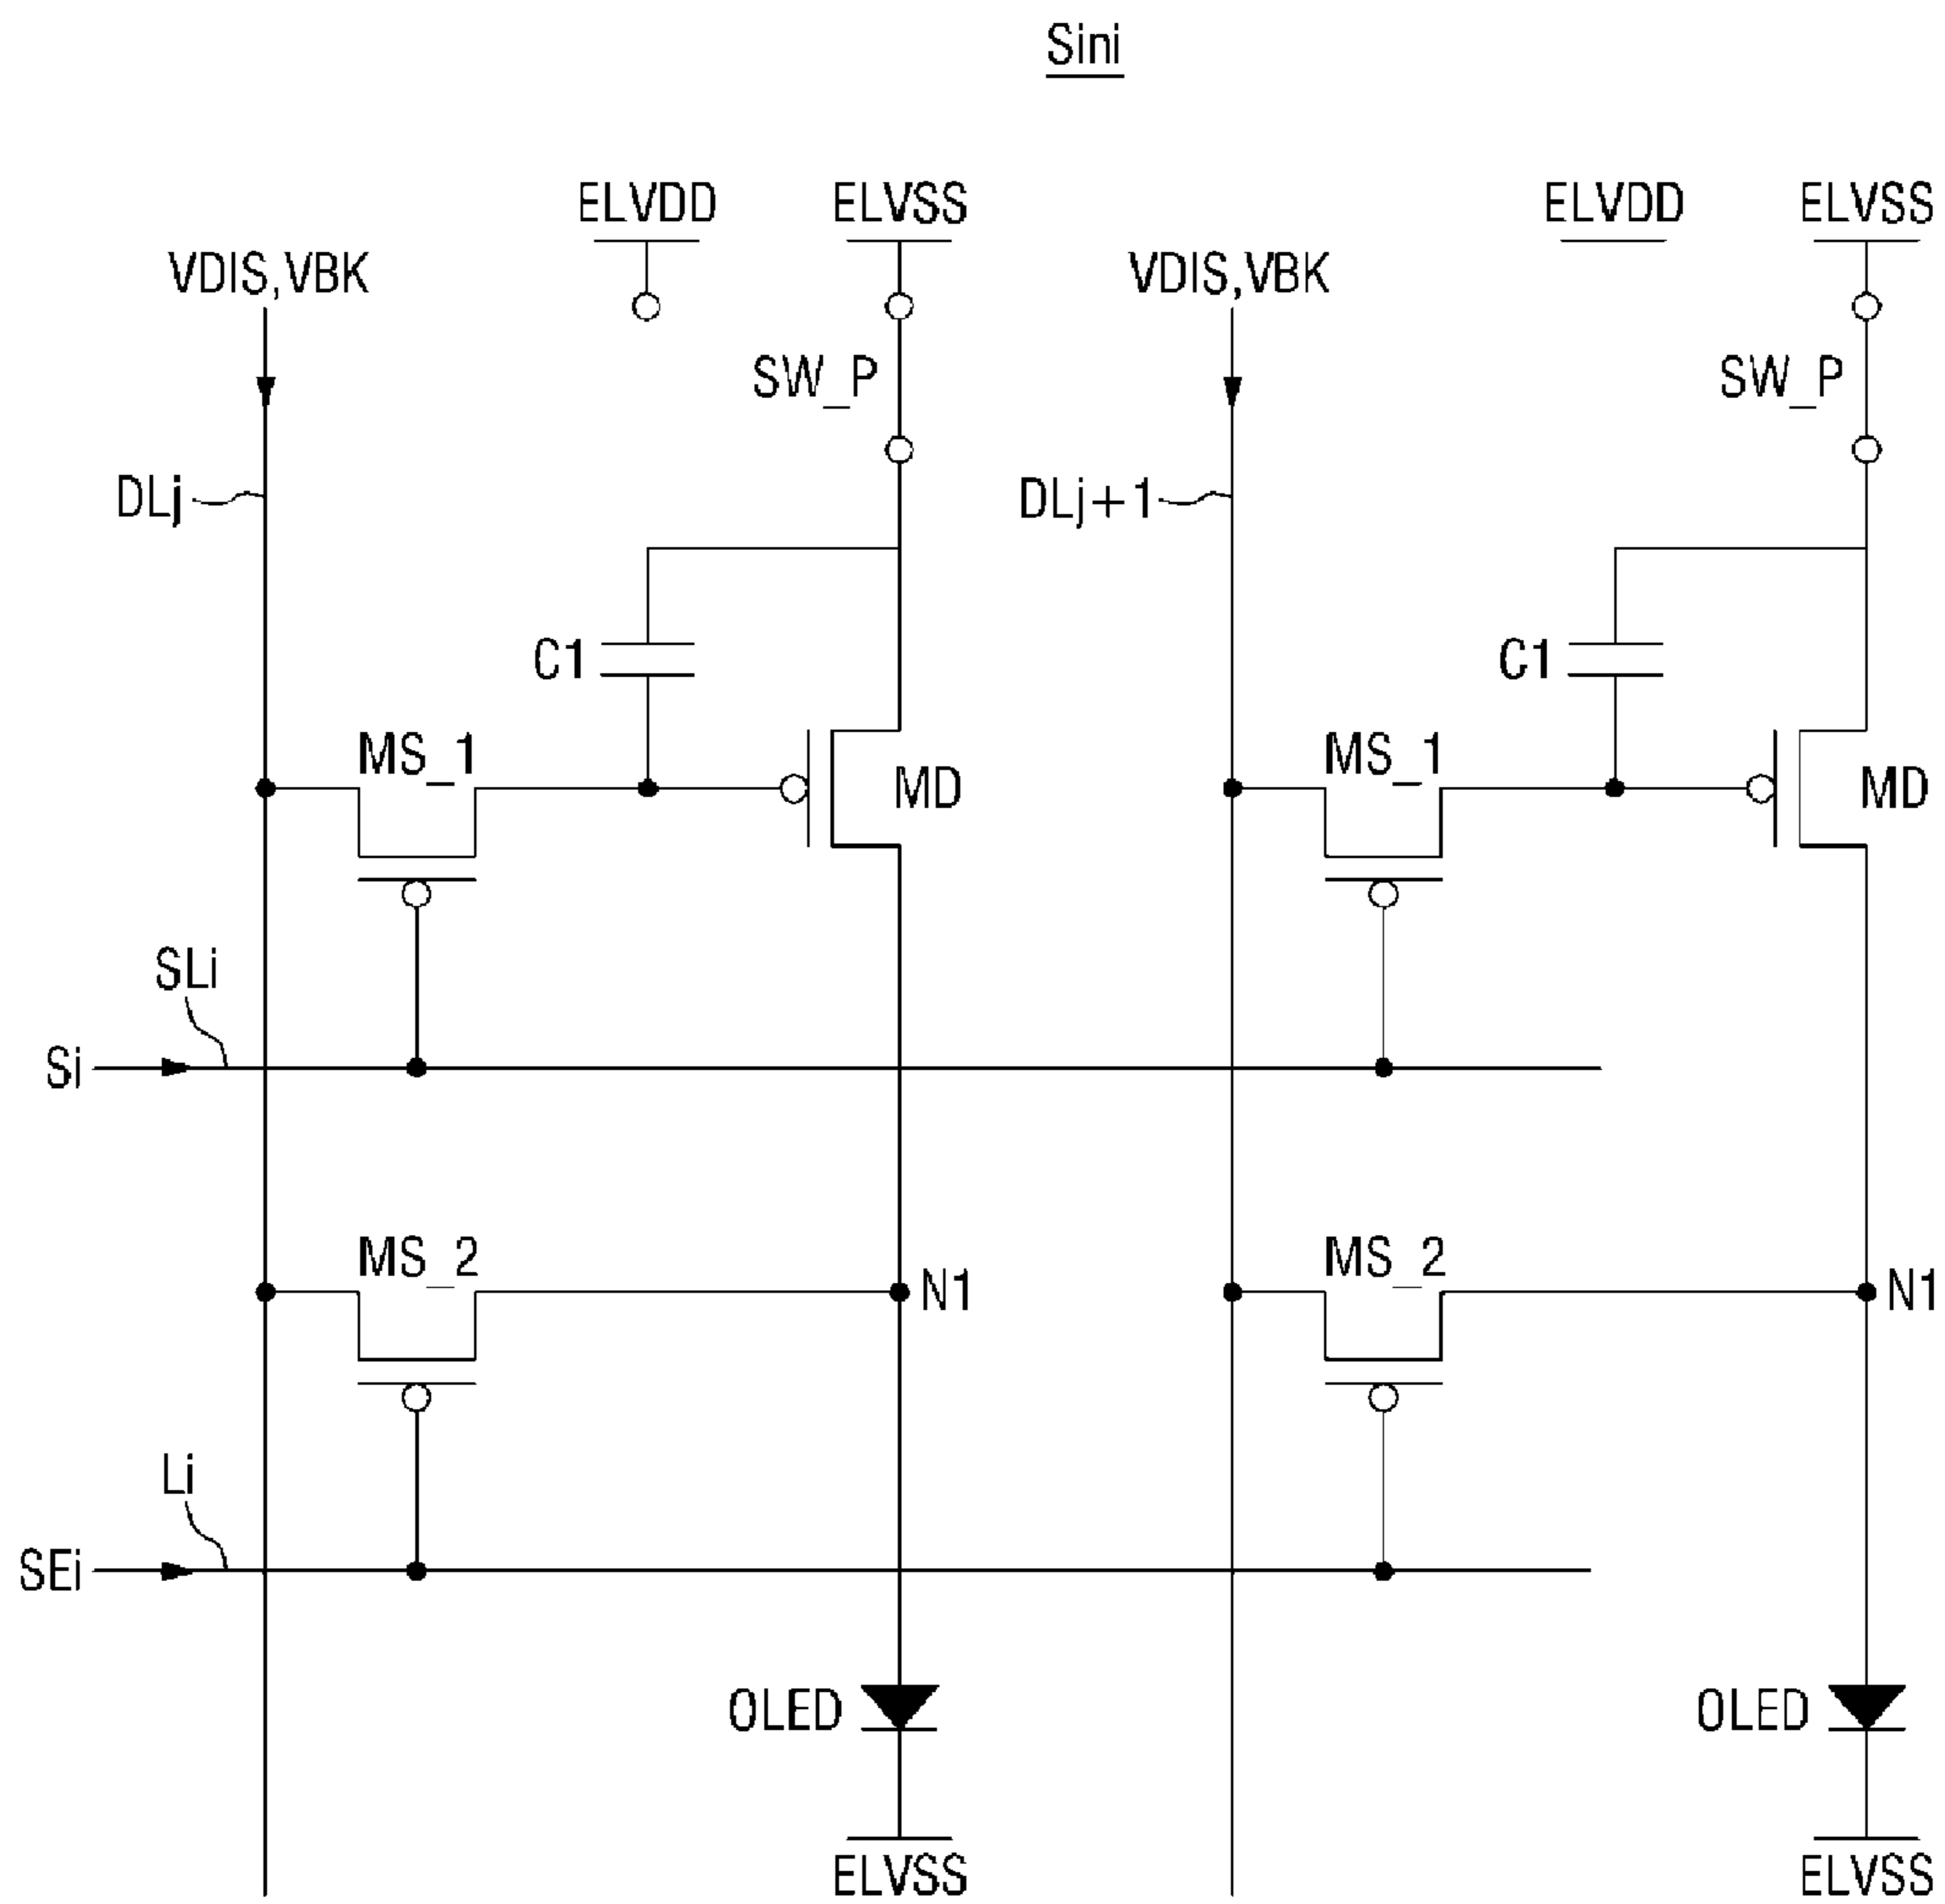 Sini
ELVDD ELVSS ELVDD ELVSS
VDIS,VBK VDIS,VBK
SW_P SW_P
DLj DLj+1
C1 C1
MS_1 MD MS_1 MD
SLi
Si
MS_2 N1 MS_2 N1
Li
SEi
OLED OLED
ELVSS ELVSS